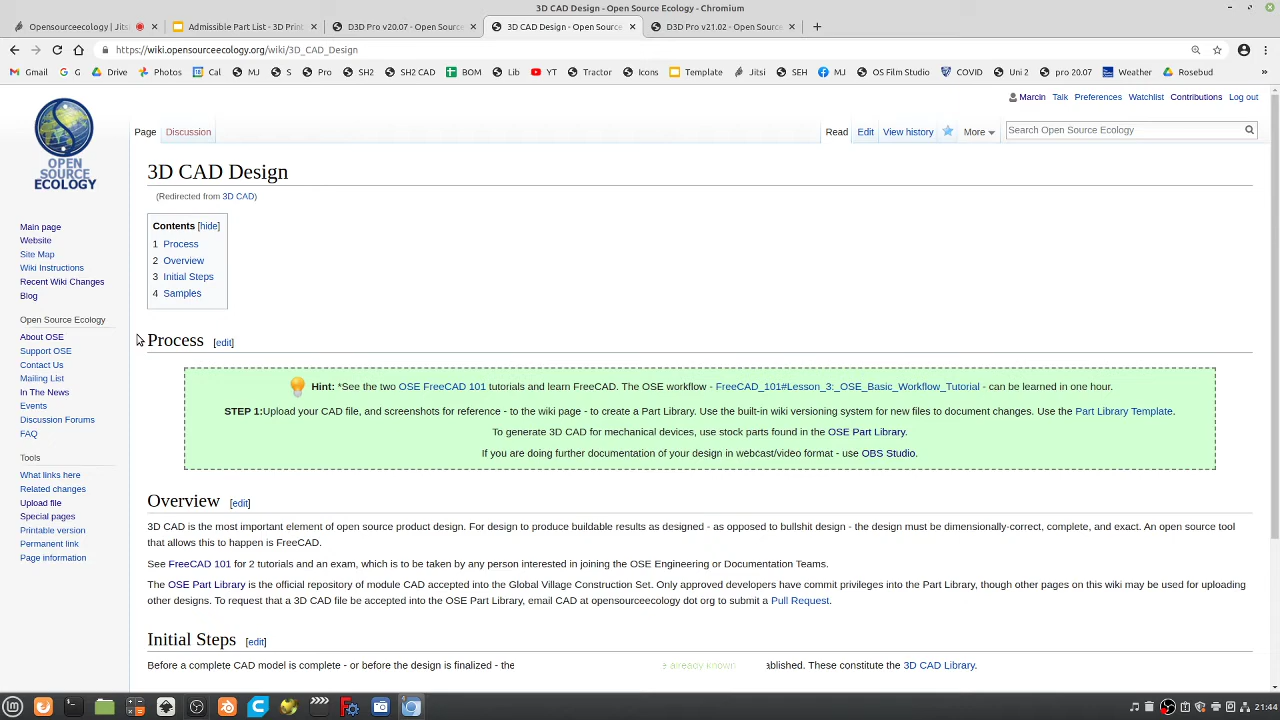 3D CAD Design - Open Source Ecology - Chromium
Opensourceecology | Jits
Admissible Part List - 3D Print
D3D Pro v20.07 - Open Source
3D CAD Design - Open Source
D3D Pro v21.02 - Open Source
https://wiki.opensourceecology.org/wiki/3D_CAD_Design
Gmail G Drive Photos Cal MJ S Pro SH2 SH2 CAD BOM Lib YT Tractor Icons Template Jitsi SEH MJ OS Film Studio COVID Uni 2 pro 20.07 Weather Rosebud »
Marcin Talk Preferences Watchlist Contributions Log out
Page Discussion Read Edit View history More Search Open Source Ecology
OPEN
SOURCE
ECOLOGY
Main page
Website
Site Map
Wiki Instructions
Recent Wiki Changes
Blog
Open Source Ecology
About OSE
Support OSE
Contact Us
Mailing List
In The News
Events
Discussion Forums
FAQ
Tools
What links here
Related changes
Upload file
Special pages
Printable version
Permanent link
Page information
3D CAD Design
(Redirected from 3D CAD)
Contents [hide]
1 Process
2 Overview
3 Initial Steps
4 Samples
Process [edit]
Hint: *See the two OSE FreeCAD 101 tutorials and learn FreeCAD. The OSE workflow - FreeCAD_101#Lesson_3:_OSE_Basic_Workflow_Tutorial - can be learned in one hour.
STEP 1:Upload your CAD file, and screenshots for reference - to the wiki page - to create a Part Library. Use the built-in wiki versioning system for new files to document changes. Use the Part Library Template.
To generate 3D CAD for mechanical devices, use stock parts found in the OSE Part Library.
If you are doing further documentation of your design in webcast/video format - use OBS Studio.
Overview [edit]
3D CAD is the most important element of open source product design. For design to produce buildable results as designed - as opposed to bullshit design - the design must be dimensionally-correct, complete, and exact. An open source tool
that allows this to happen is FreeCAD.
See FreeCAD 101 for 2 tutorials and an exam, which is to be taken by any person interested in joining the OSE Engineering or Documentation Teams.
The OSE Part Library is the official repository of module CAD accepted into the Global Village Construction Set. Only approved developers have commit privileges into the Part Library, though other pages on this wiki may be used for uploading
other designs. To request that a 3D CAD file be accepted into the OSE Part Library, email CAD at opensourceecology dot org to submit a Pull Request.
Initial Steps [edit]
Before a complete CAD model is complete - or before the design is finalized - the already known ablished. These constitute the 3D CAD Library.
21:44